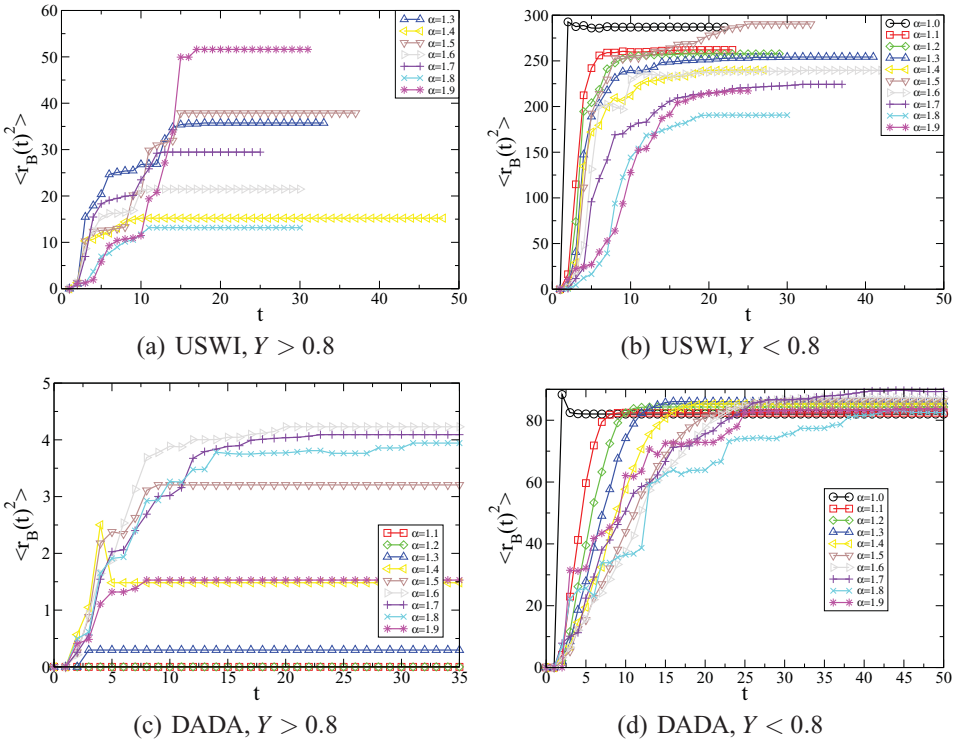 60
50
40
30
20
10
0
<r_B(t)^2>
0 10 20 30 40 50
t
α=1.3
α=1.4
α=1.5
α=1.6
α=1.7
α=1.8
α=1.9
(a) USWI, Y > 0.8
300
250
200
150
100
50
0
<r_B(t)^2>
0 10 20 30 40 50
t
α=1.0
α=1.1
α=1.2
α=1.3
α=1.4
α=1.5
α=1.6
α=1.7
α=1.8
α=1.9
(b) USWI, Y < 0.8
5
4
3
2
1
0
<r_B(t)^2>
0 5 10 15 20 25 30 35
t
α=1.1
α=1.2
α=1.3
α=1.4
α=1.5
α=1.6
α=1.7
α=1.8
α=1.9
(c) DADA, Y > 0.8
80
60
40
20
0
<r_B(t)^2>
0 5 10 15 20 25 30 35 40 45 50
t
α=1.0
α=1.1
α=1.2
α=1.3
α=1.4
α=1.5
α=1.6
α=1.7
α=1.8
α=1.9
(d) DADA, Y < 0.8